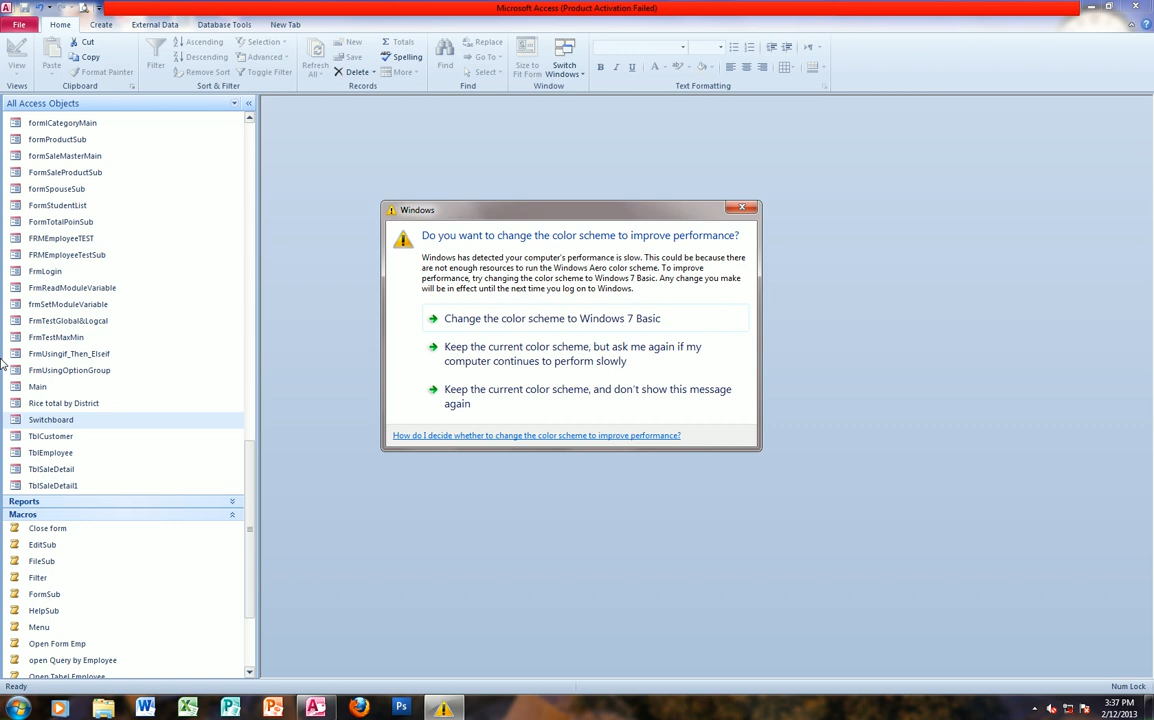 Microsoft Access (Product Activation Failed)
File Home Create External Data Database Tools New Tab
View
Views
Paste
Cut
Copy
Format Painter
Clipboard
Filter
Ascending
Descending
Remove Sort
Selection
Advanced
Toggle Filter
Sort & Filter
Refresh All
New
Save
Delete
Totals
Spelling
More
Records
Find
Replace
Go To
Select
Find
Size to Fit Form
Switch Windows
Window
B I U A
Text Formatting
All Access Objects
formICategoryMain
formProductSub
formSaleMasterMain
FormSaleProductSub
formSpouseSub
FormStudentList
FormTotalPoinSub
FRMEmployeeTEST
FRMEmployeeTestSub
FrmLogin
FrmReadModuleVariable
frmSetModuleVariable
FrmTestGlobal&Logcal
FrmTestMaxMin
FrmUsingif_Then_Elseif
FrmUsingOptionGroup
Main
Rice total by District
Switchboard
TblCustomer
TblEmployee
TblSaleDetail
TblSaleDetail1
Reports
Macros
Close form
EditSub
FileSub
Filter
FormSub
HelpSub
Menu
Open Form Emp
open Query by Employee
Open Tabel Employee
Windows
Do you want to change the color scheme to improve performance?
Windows has detected your computer's performance is slow. This could be because there
are not enough resources to run the Windows Aero color scheme. To improve
performance, try changing the color scheme to Windows 7 Basic. Any change you make
will be in effect until the next time you log on to Windows.
Change the color scheme to Windows 7 Basic
Keep the current color scheme, but ask me again if my
computer continues to perform slowly
Keep the current color scheme, and don't show this message
again
How do I decide whether to change the color scheme to improve performance?
Ready
Num Lock
3:37 PM
2/12/2013